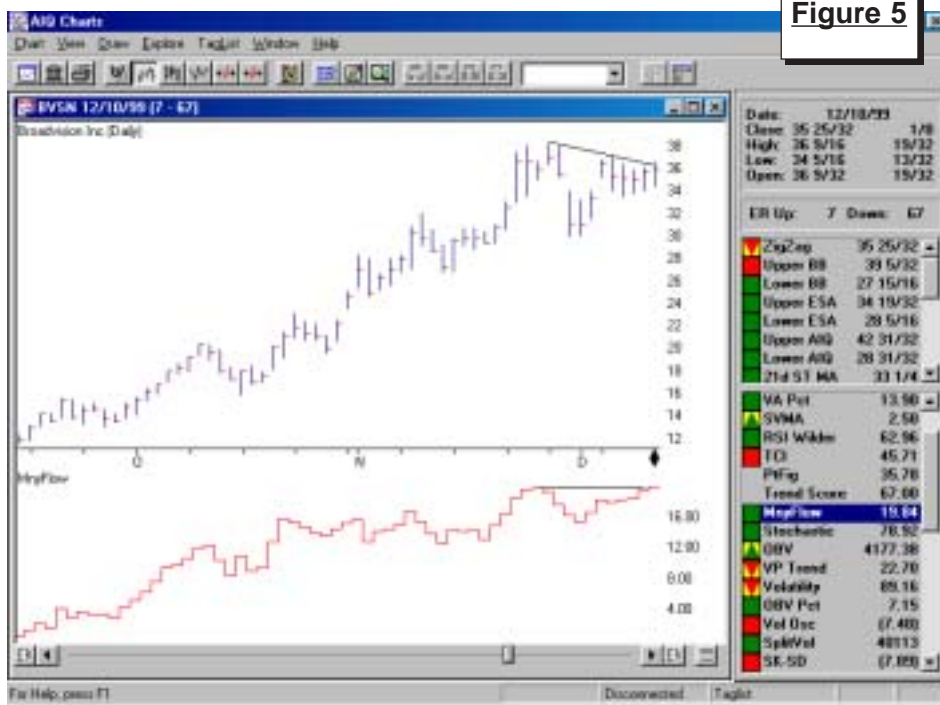 Figure 5
AIQ Charts
Chart View Draw Explore TagList Window Help
BVSN 12/10/99 (7 - 67)
Broadvision Inc (Daily)
38
36
34
32
30
28
26
24
22
20
18
16
14
12
O N D
MnyFlow
16.00
12.00
8.00
4.00
Date: 12/10/99
Close: 35 25/32 1/8
High: 36 9/16 19/32
Low: 34 5/16 13/32
Open: 36 9/32 19/32
ER Up: 7 Down: 67
ZigZag 35 25/32
Upper BB 39 5/32
Lower BB 27 15/16
Upper ESA 34 19/32
Lower ESA 28 5/16
Upper AIQ 42 31/32
Lower AIQ 28 31/32
21d ST MA 33 1/4
VA Pct 13.90
SVMA 2.50
RSI Wilder 62.96
TCI 45.71
PtFig 35.78
Trend Score 67.00
MnyFlow 19.84
Stochastic 78.92
OBV 4177.38
VP Trend 22.70
Volatility 89.16
OBV Pct 7.15
Vol Osc (7.40)
SplitVol 40113
SK-SD (7.89)
For Help, press F1
Disconnected Taglist